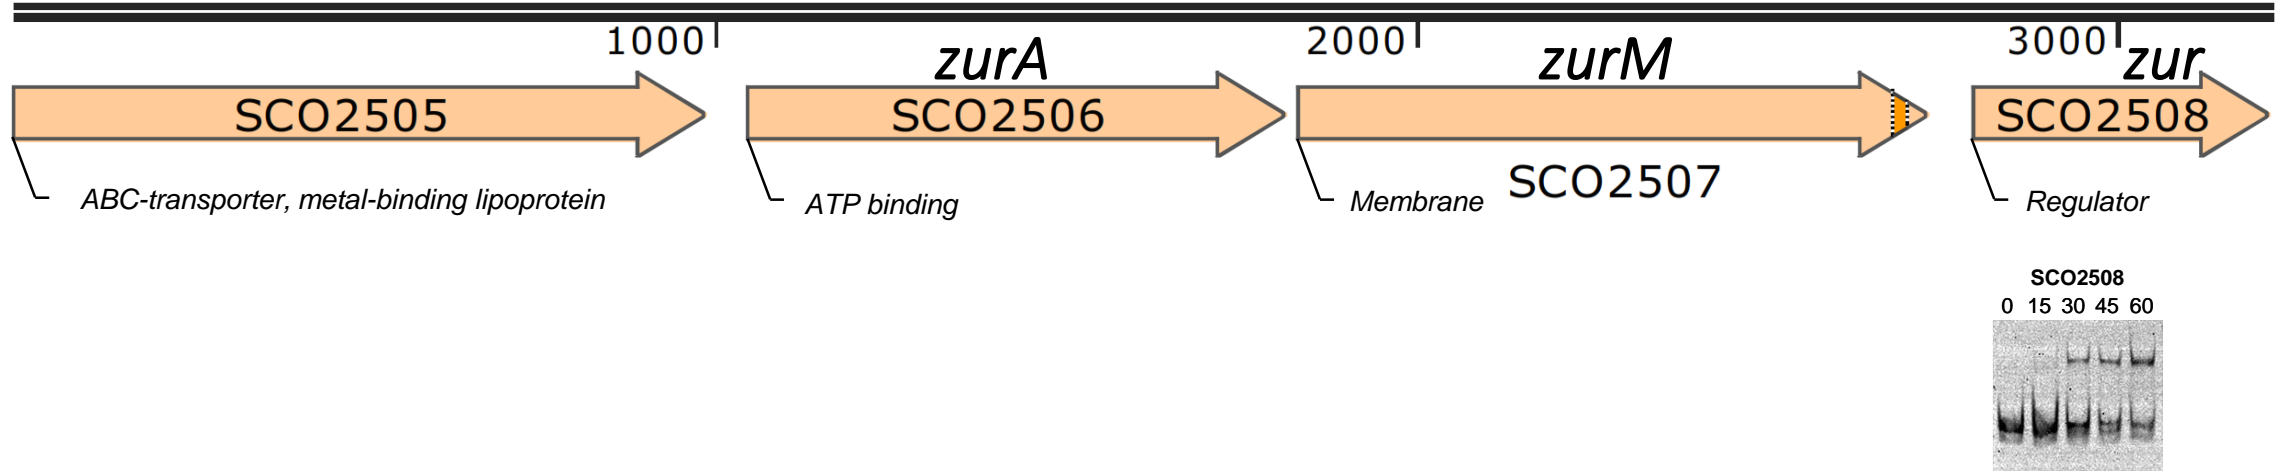 1000 2000 3000
zurA zurM zur
SCO2505 SCO2506 SCO2508
SCO2507
ABC-transporter, metal-binding lipoprotein ATP binding Membrane Regulator
SCO2508
0 15 30 45 60